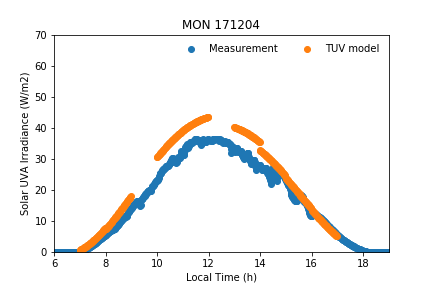 MON 171204
Measurement TUV model
70
60
50
40
30
20
10
0
Solar UVA Irradiance (W/m2)
6 8 10 12 14 16 18
Local Time (h)